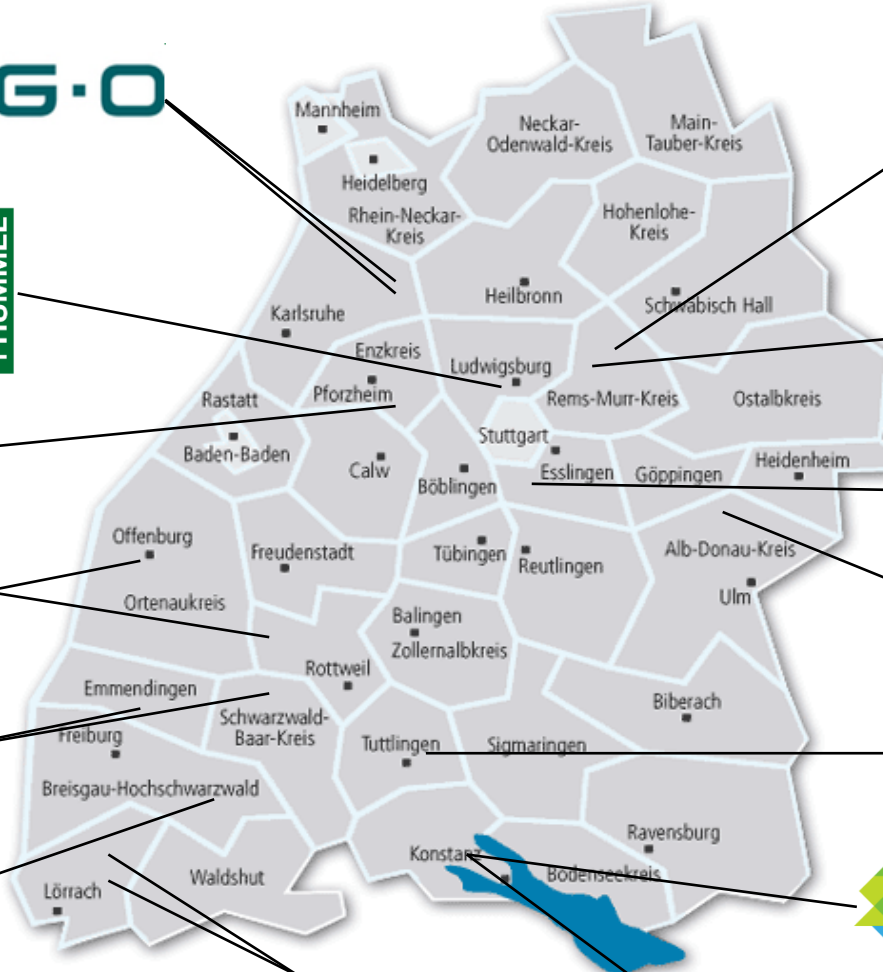 G·O
Mannheim
Neckar-
Odenwald-Kreis
Main-
Tauber-Kreis
Heidelberg
Rhein-Neckar-
Kreis
Hohenlohe-
Kreis
Heilbronn
Schwäbisch Hall
Karlsruhe
Enzkreis
Ludwigsburg
Pforzheim
Rastatt
Rems-Murr-Kreis
Ostalbkreis
Stuttgart
Baden-Baden
Calw
Böblingen
Esslingen
Göppingen
Heidenheim
Offenburg
Freudenstadt
Tübingen
Reutlingen
Alb-Donau-Kreis
Ulm
Ortenaukreis
Balingen
Zollernalbkreis
Rottweil
Emmendingen
Biberach
Schwarzwald-
Baar-Kreis
Freiburg
Tuttlingen
Sigmaringen
Breisgau-Hochschwarzwald
Ravensburg
Konstanz
Bodenseekreis
Waldshut
Lörrach